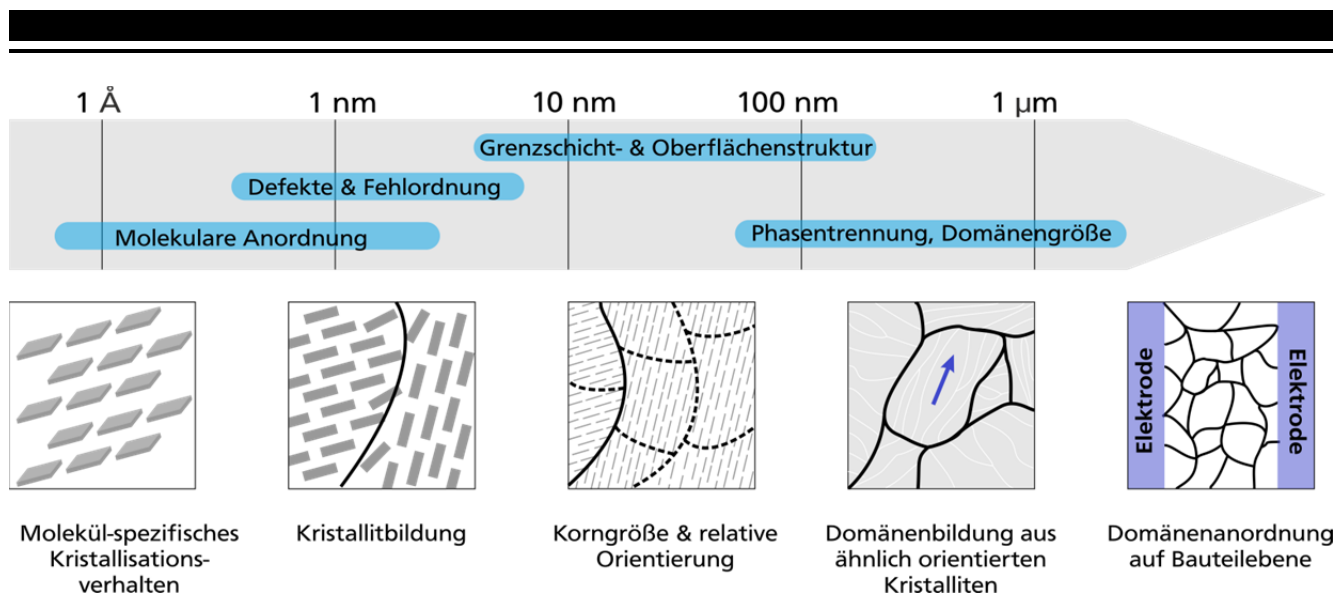 1 Å 1 nm 10 nm 100 nm 1 µm
Grenzschicht- & Oberflächenstruktur
Defekte & Fehlordnung
Molekulare Anordnung
Phasentrennung, Domänengröße
Elektrode
Elektrode
Molekül-spezifisches
Kristallisations-
verhalten
Kristallitbildung
Korngröße & relative
Orientierung
Domänenbildung aus
ähnlich orientierten
Kristalliten
Domänenanordnung
auf Bauteilebene